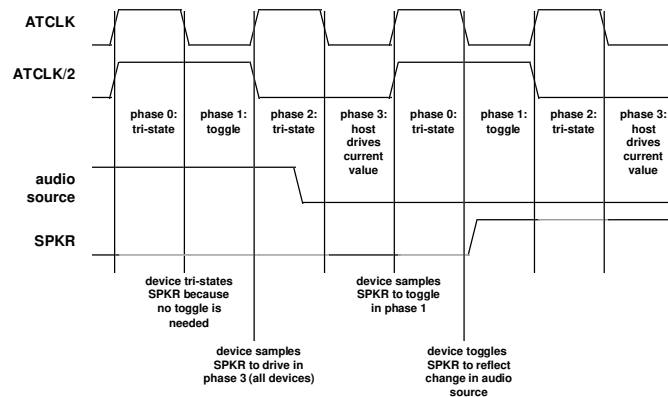 ATCLK
ATCLK/2
phase 0:
tri-state
phase 1:
toggle
phase 2:
tri-state
phase 3:
host
drives
current
value
phase 0:
tri-state
phase 1:
toggle
phase 2:
tri-state
phase 3:
host
drives
current
value
audio
source
SPKR
device tri-states
SPKR because
no toggle is
needed
device samples
SPKR to toggle
in phase 1
device samples
SPKR to drive in
phase 3 (all devices)
device toggles
SPKR to reflect
change in audio
source